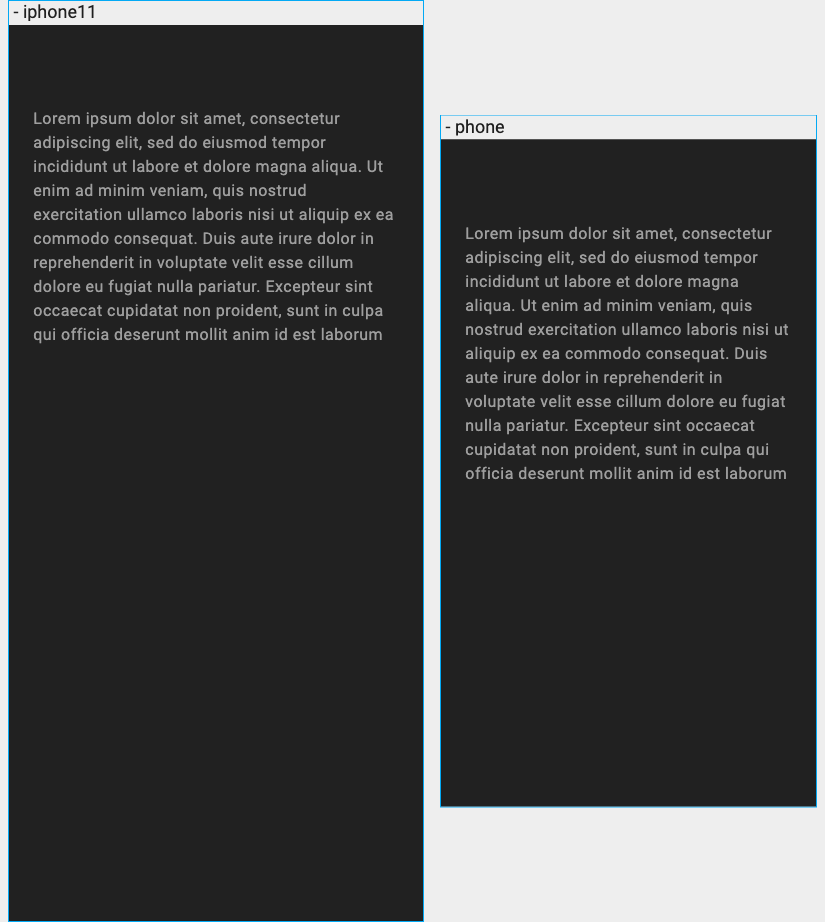 - iphone11
Lorem ipsum dolor sit amet, consectetur
adipiscing elit, sed do eiusmod tempor
incididunt ut labore et dolore magna aliqua. Ut
enim ad minim veniam, quis nostrud
exercitation ullamco laboris nisi ut aliquip ex ea
commodo consequat. Duis aute irure dolor in
reprehenderit in voluptate velit esse cillum
dolore eu fugiat nulla pariatur. Excepteur sint
occaecat cupidatat non proident, sunt in culpa
qui officia deserunt mollit anim id est laborum
- phone
Lorem ipsum dolor sit amet, consectetur
adipiscing elit, sed do eiusmod tempor
incididunt ut labore et dolore magna
aliqua. Ut enim ad minim veniam, quis
nostrud exercitation ullamco laboris nisi ut
aliquip ex ea commodo consequat. Duis
aute irure dolor in reprehenderit in
voluptate velit esse cillum dolore eu fugiat
nulla pariatur. Excepteur sint occaecat
cupidatat non proident, sunt in culpa qui
officia deserunt mollit anim id est laborum